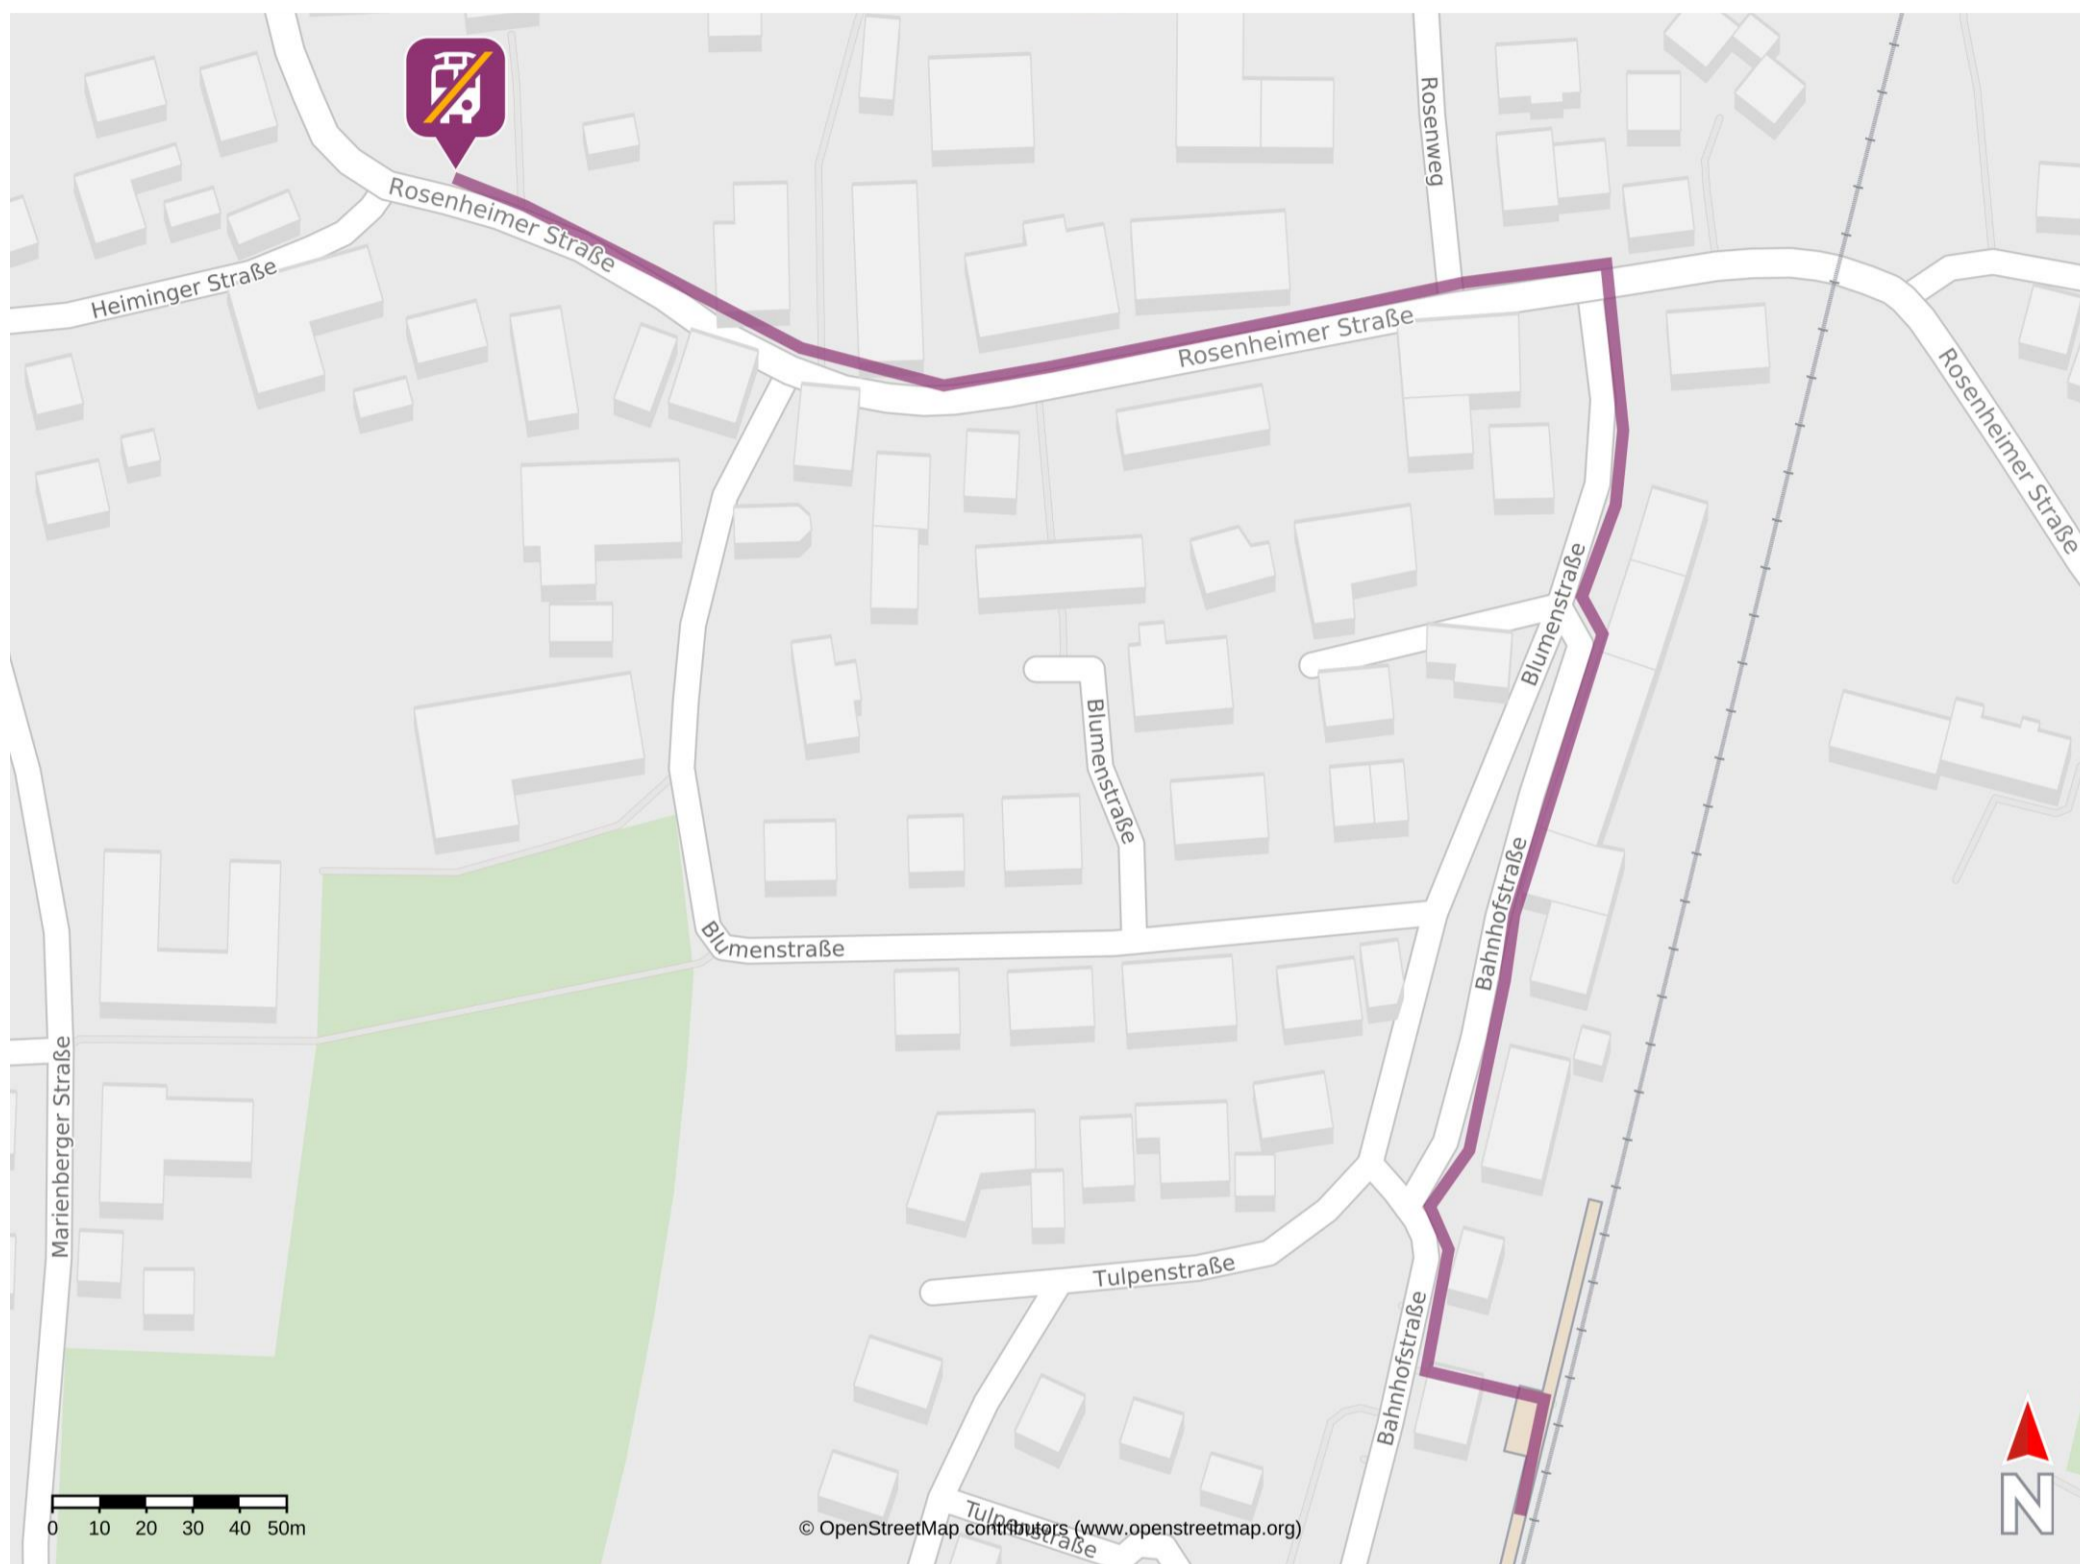 Rosenweg
Rosenheimer Straße
Heiminger Straße
Rosenheimer Straße
Rosenheimer Straße
Blumenstraße
Blumenstraße
Bahnhofstraße
Blumenstraße
Marienberger Straße
Tulpenstraße
Bahnhofstraße
Tulpenstraße
0 10 20 30 40 50m
© OpenStreetMap contributors (www.openstreetmap.org)
N